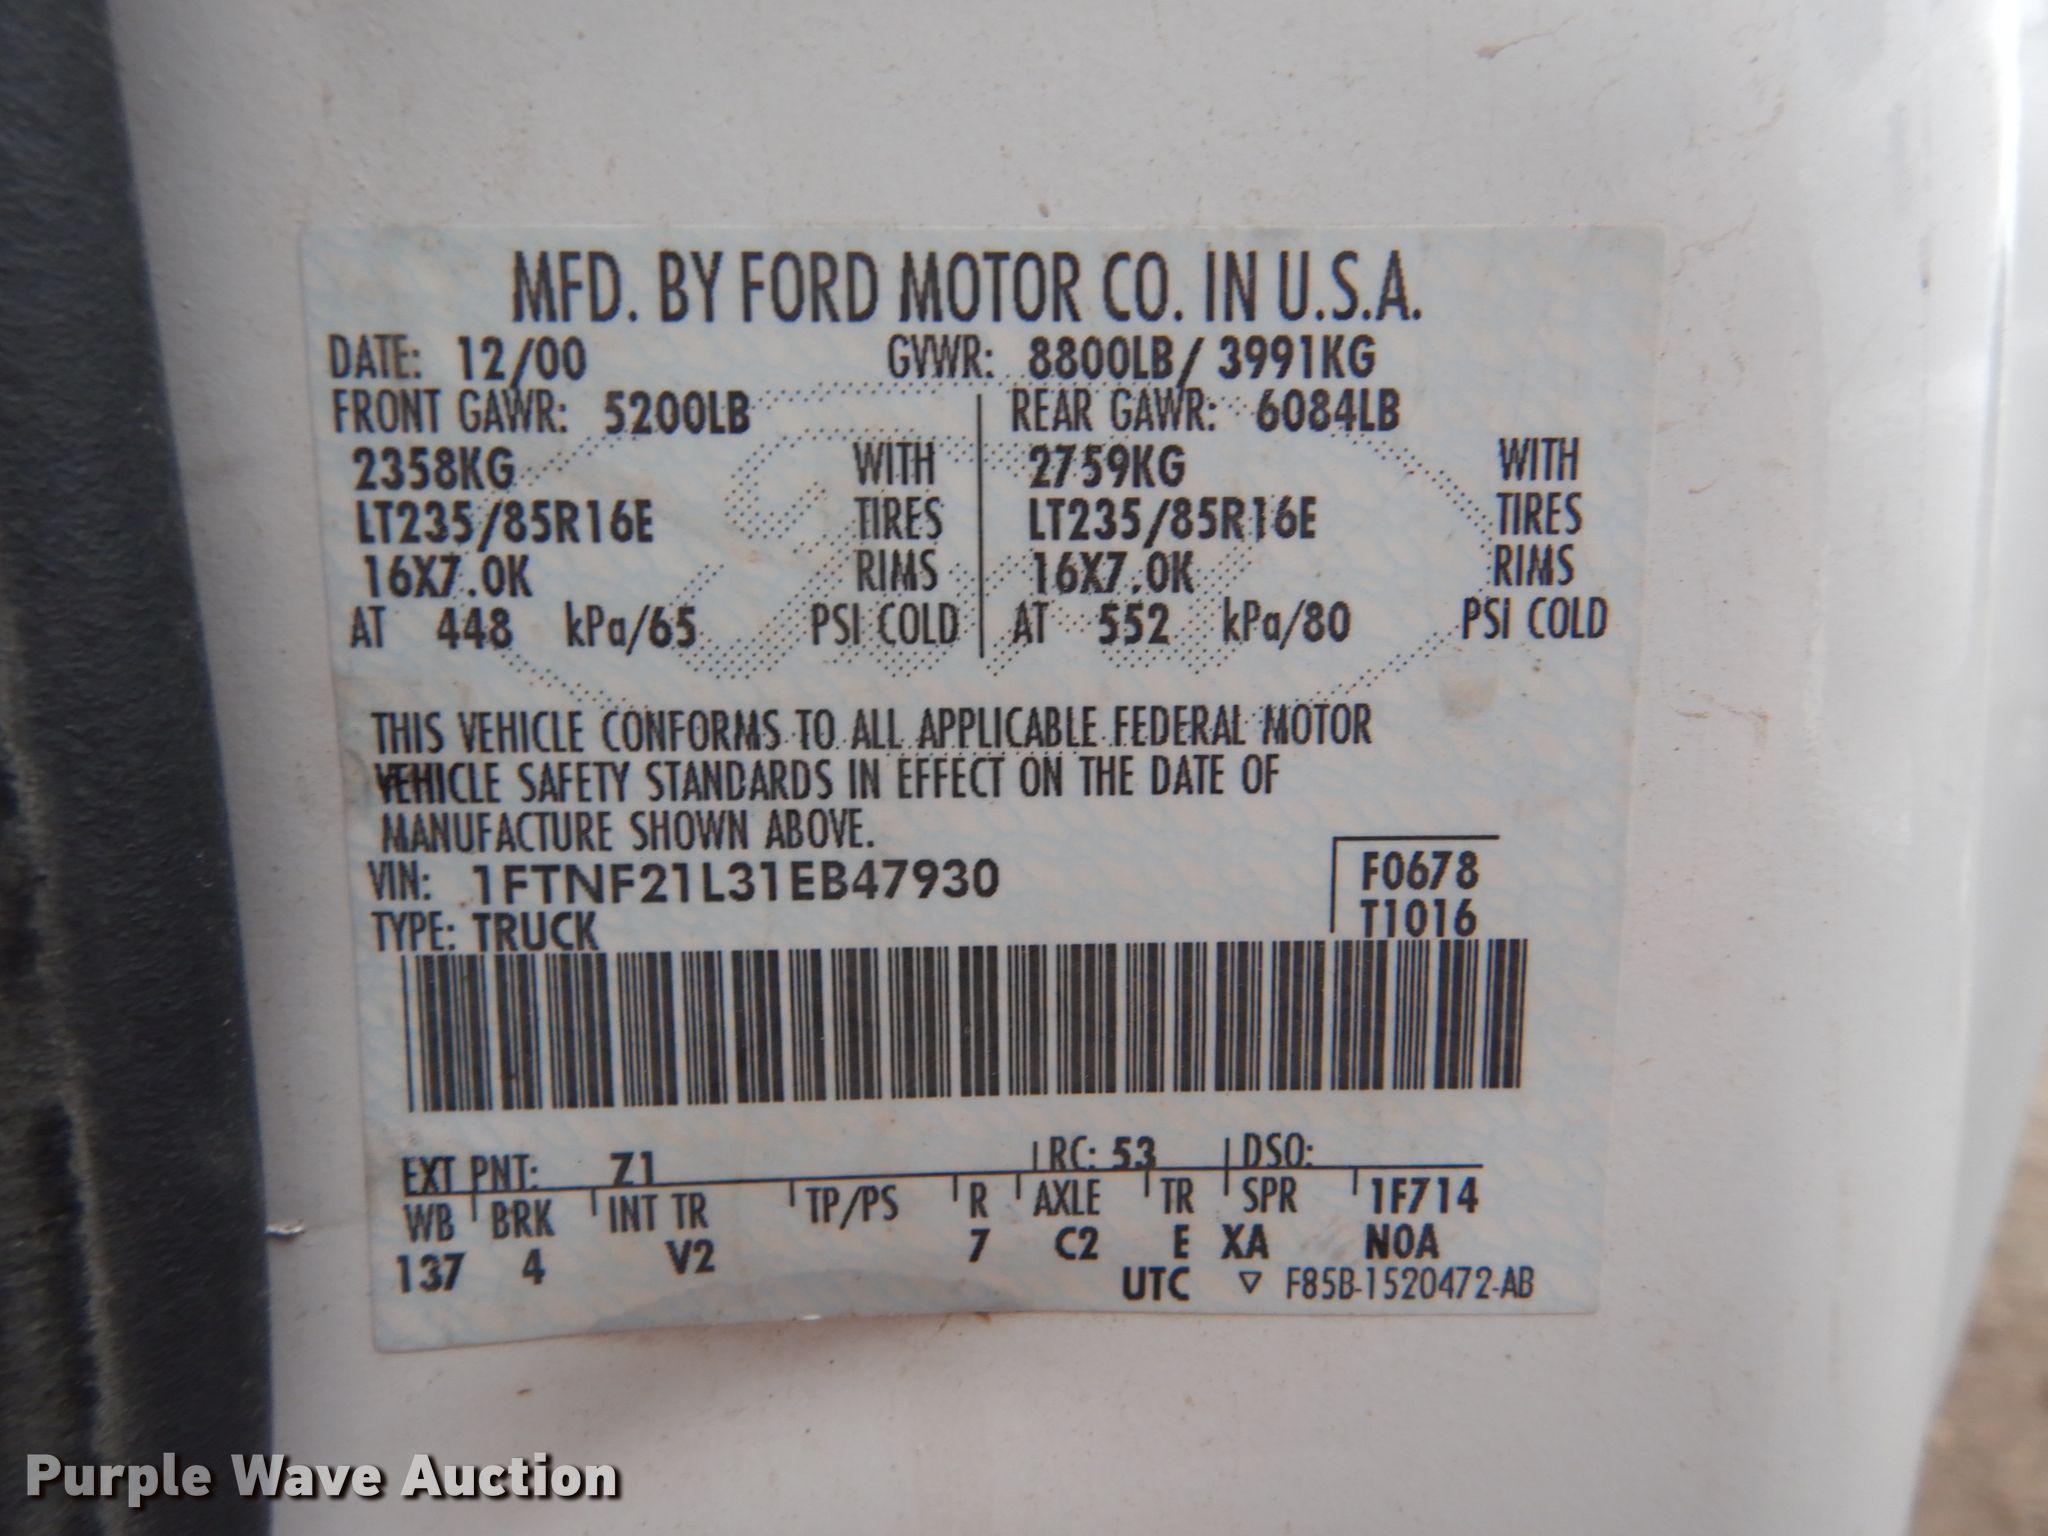 MFD. BY FORD MOTOR CO. IN U.S.A.
DATE: 12/00 GVWR: 8800LB/ 3991KG
FRONT GAWR: 5200LB REAR GAWR: 6084LB
2358KG WITH 2759KG WITH
LT235/85R16E TIRES LT235/85R16E TIRES
16X7.0K RIMS 16X7.0K RIMS
AT 448 kPa/65 PSI COLD AT 552 kPa/80 PSI COLD
THIS VEHICLE CONFORMS TO ALL APPLICABLE FEDERAL MOTOR
VEHICLE SAFETY STANDARDS IN EFFECT ON THE DATE OF
MANUFACTURE SHOWN ABOVE.
VIN: 1FTNF21L31EB47930 F0678
TYPE: TRUCK T1016
EXT PNT: Z1 RC: 53 DSO:
WB BRK INT TR TP/PS R AXLE TR SPR 1F714
137 4 V2 7 C2 E XA N0A
UTC ▽ F85B-1520472-AB
Purple Wave Auction